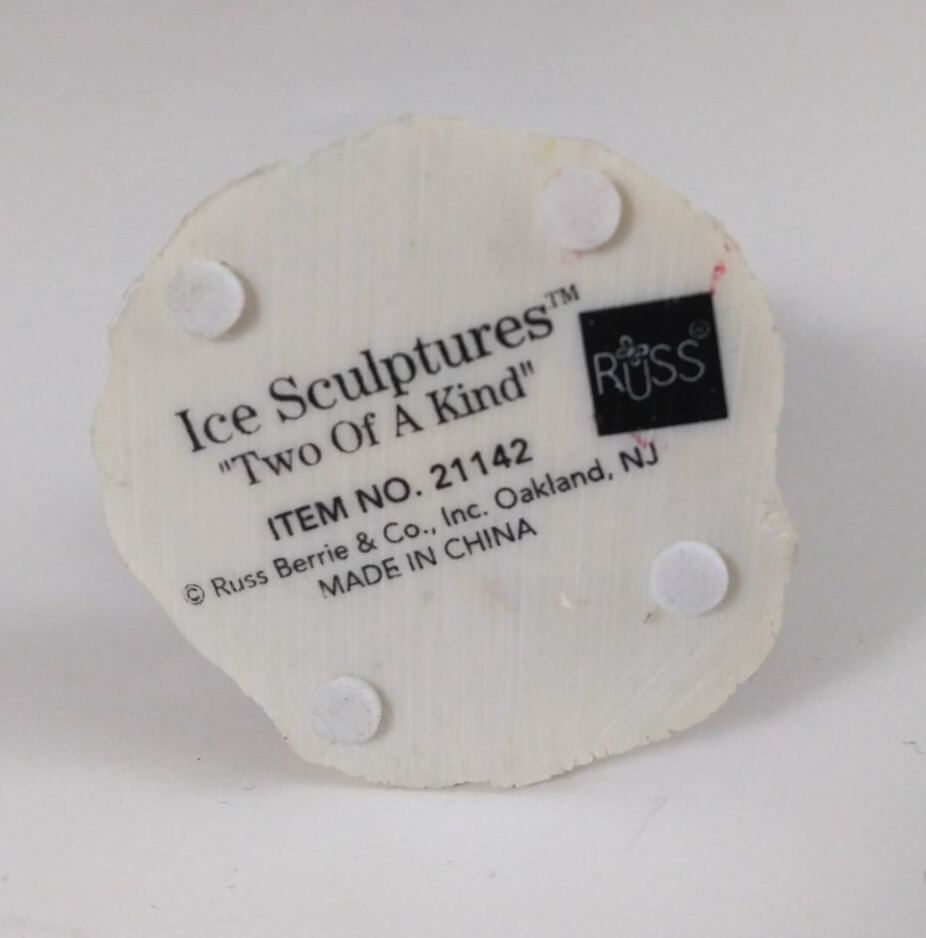 Ice Sculptures™
"Two Of A Kind"
RUSS®
ITEM NO. 21142
© Russ Berrie & Co., Inc. Oakland, NJ
MADE IN CHINA